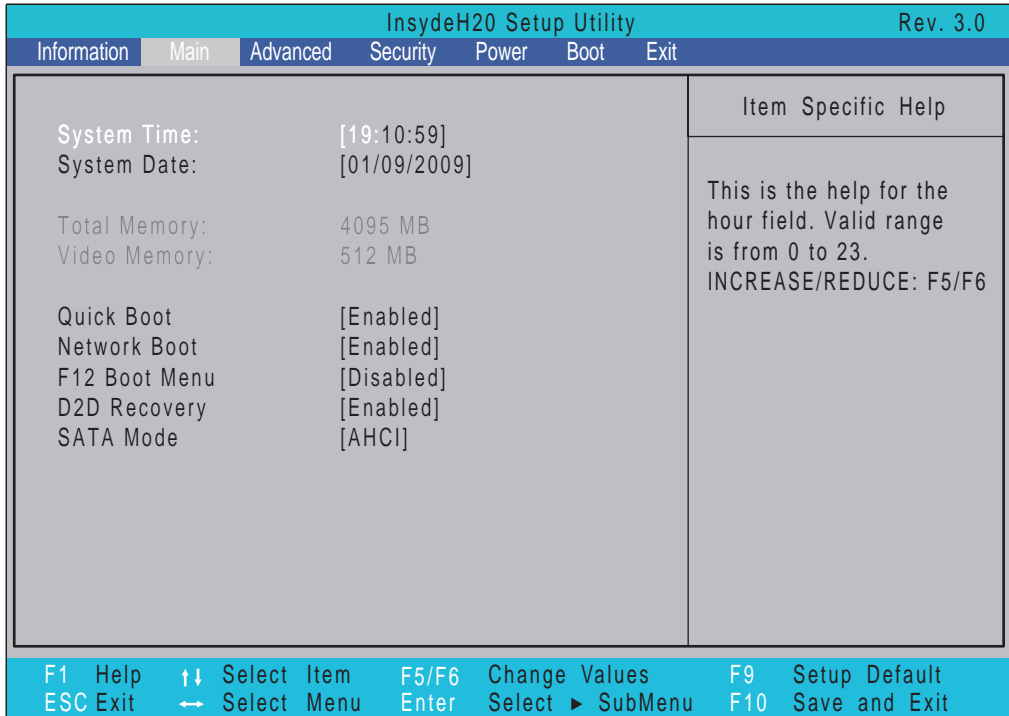 InsydeH20 Setup Utility Rev. 3.0
Information Main Advanced Security Power Boot Exit
System Time: [19:10:59]
System Date: [01/09/2009]
Total Memory: 4095 MB
Video Memory: 512 MB
Quick Boot [Enabled]
Network Boot [Enabled]
F12 Boot Menu [Disabled]
D2D Recovery [Enabled]
SATA Mode [AHCI]
Item Specific Help
This is the help for the
hour field. Valid range
is from 0 to 23.
INCREASE/REDUCE: F5/F6
F1 Help ↑↓ Select Item F5/F6 Change Values F9 Setup Default
ESC Exit ↔ Select Menu Enter Select ► SubMenu F10 Save and Exit